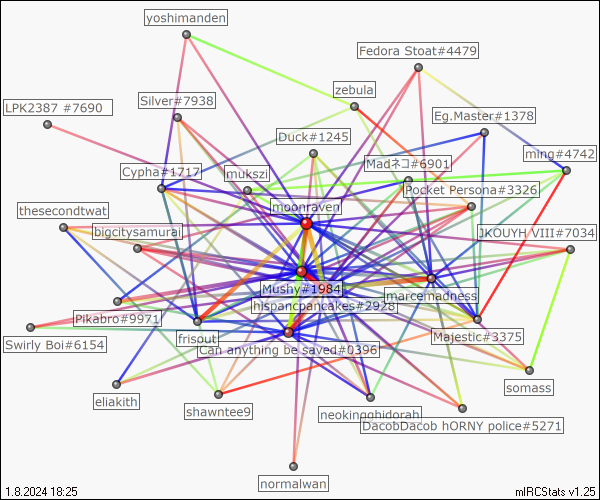 yoshimanden
Fedora Stoat#4479
zebula
LPK2387 #7690
Silver#7938
Eg.Master#1378
Duck#1245
ming#4742
Madネコ#6901
Cypha#1717
mukszi
Pocket Persona#3326
moonraven
thesecondtwat
bigcitysamurai
JKOUYH VIII#7034
Mushy#1984
marcemadness
hispancpancakes#2928
Pikabro#9971
frisout
Majestic#3375
Swirly Boi#6154
Can anything be saved#0396
somass
eliakith
shawntee9
neokingghidorah
DacobDacob hORNY police#5271
normalwan
1.8.2024 18:25
mIRCStats v1.25